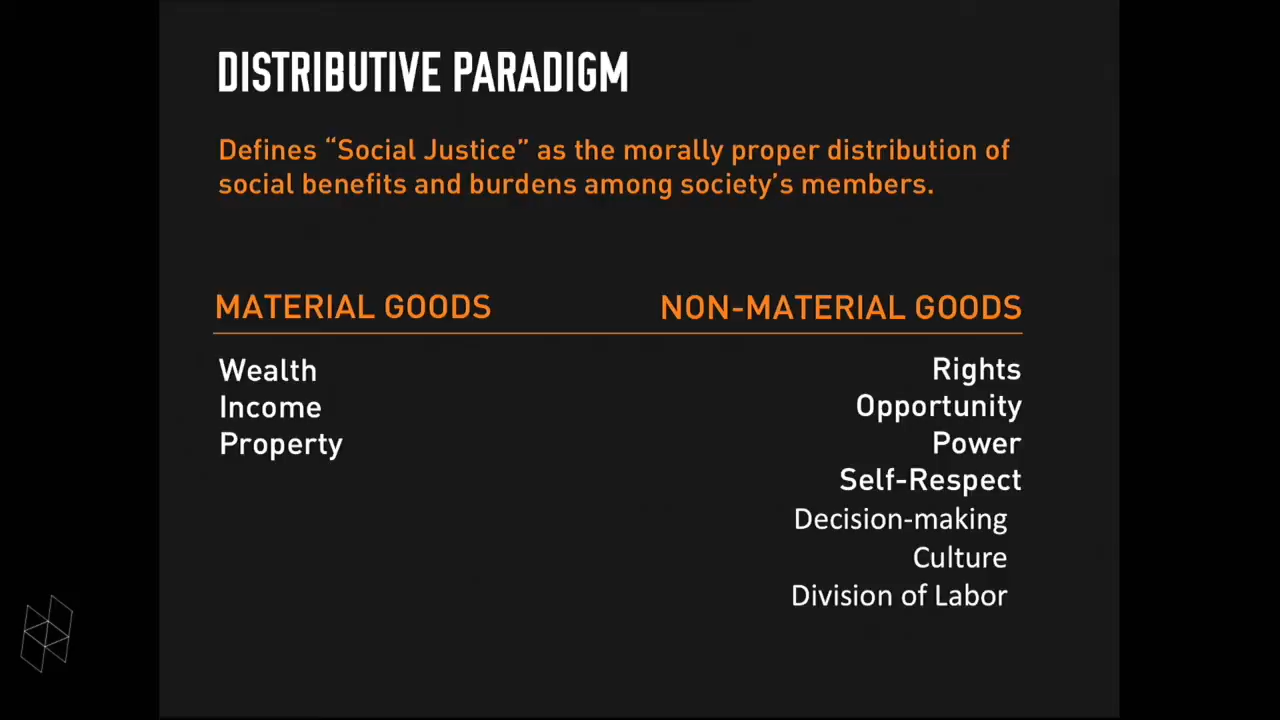 DISTRIBUTIVE PARADIGM
Defines “Social Justice” as the morally proper distribution of
social benefits and burdens among society’s members.
MATERIAL GOODS
Wealth
Income
Property
NON-MATERIAL GOODS
Rights
Opportunity
Power
Self-Respect
Decision-making
Culture
Division of Labor